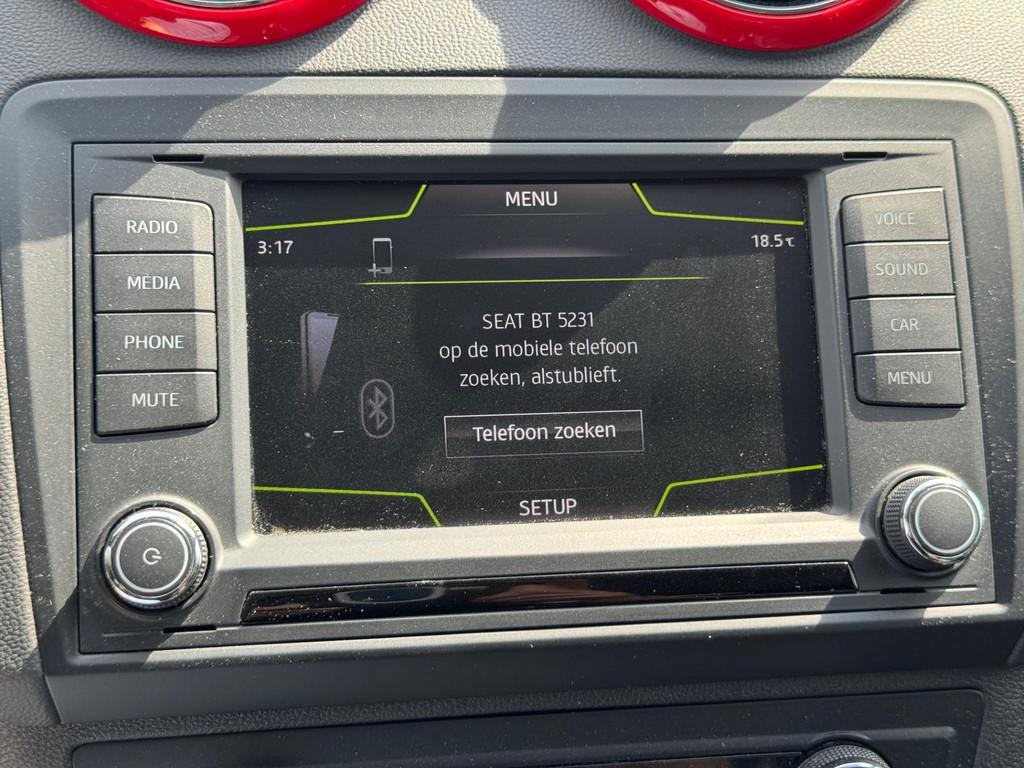 MENU
3:17
18.5°C
SEAT BT 5231
op de mobiele telefoon
zoeken, alstublieft.
Telefoon zoeken
SETUP
RADIO
MEDIA
PHONE
MUTE
VOICE
SOUND
CAR
MENU